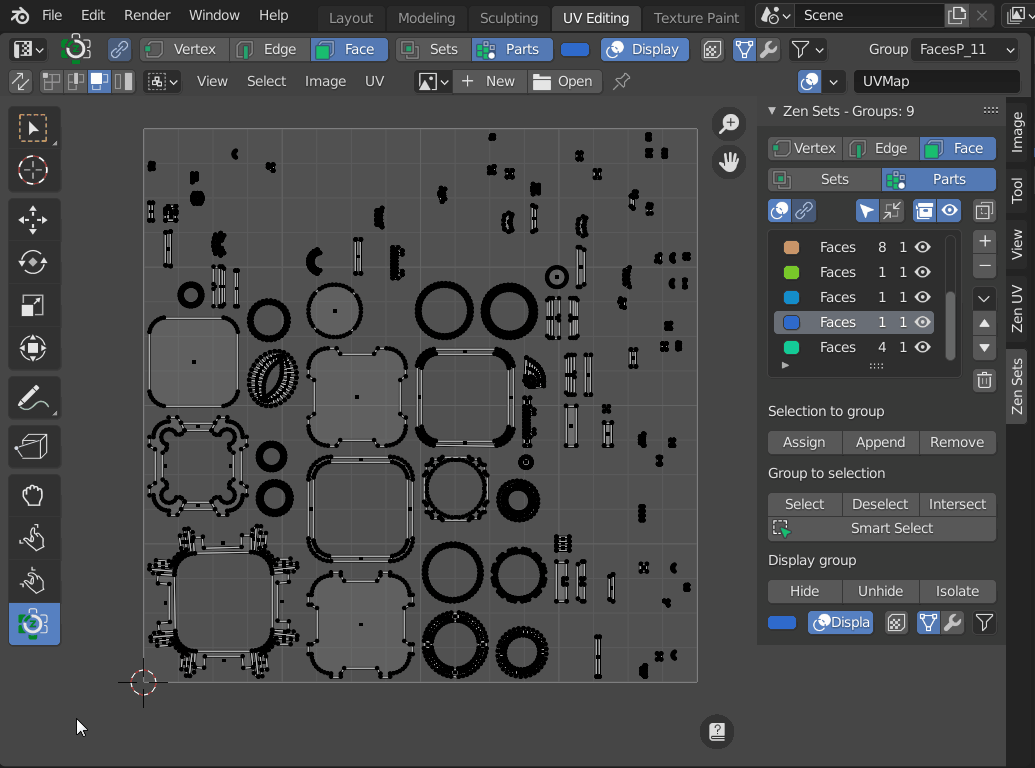 File Edit Render Window Help Layout Modeling Sculpting UV Editing Texture Paint Scene
Vertex Edge Face Sets Parts Display Group FacesP_11
View Select Image UV New Open UVMap
Zen Sets - Groups: 9
Vertex Edge Face
Sets Parts
Faces 8 1
Faces 1 1
Faces 1 1
Faces 1 1
Faces 4 1
Selection to group
Assign Append Remove
Group to selection
Select Deselect Intersect
Smart Select
Display group
Hide Unhide Isolate
Displa
Image
Tool
View
Zen UV
Zen Sets